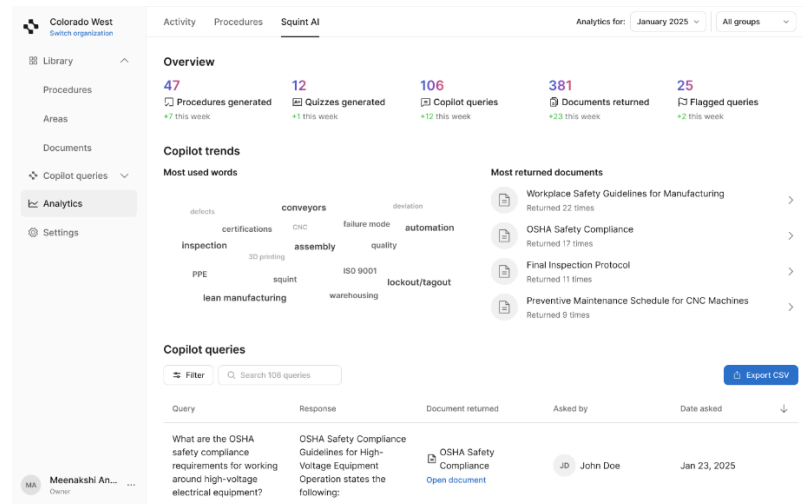 Colorado West
Switch organization
Library
Procedures
Areas
Documents
Copilot queries
Analytics
Settings
MA
Meenakshi An...
Owner
...
Activity Procedures Squint AI
Analytics for: January 2025 All groups
Overview
47 12 106 381 25
Procedures generated Quizzes generated Copilot queries Documents returned Flagged queries
+7 this week +1 this week +12 this week +23 this week +2 this week
Copilot trends
Most used words
defects conveyors deviation
certifications CNC failure mode automation
inspection assembly quality
3D printing
PPE squint ISO 9001 lockout/tagout
lean manufacturing warehousing
Most returned documents
Workplace Safety Guidelines for Manufacturing
Returned 22 times
OSHA Safety Compliance
Returned 17 times
Final Inspection Protocol
Returned 11 times
Preventive Maintenance Schedule for CNC Machines
Returned 9 times
Copilot queries
Filter Search 106 queries Export CSV
Query Response Document returned Asked by Date asked
What are the OSHA
safety compliance
requirements for working
around high-voltage
electrical equipment?
OSHA Safety Compliance
Guidelines for High-
Voltage Equipment
Operation states the
following:
OSHA Safety
Compliance
Open document
JD John Doe
Jan 23, 2025